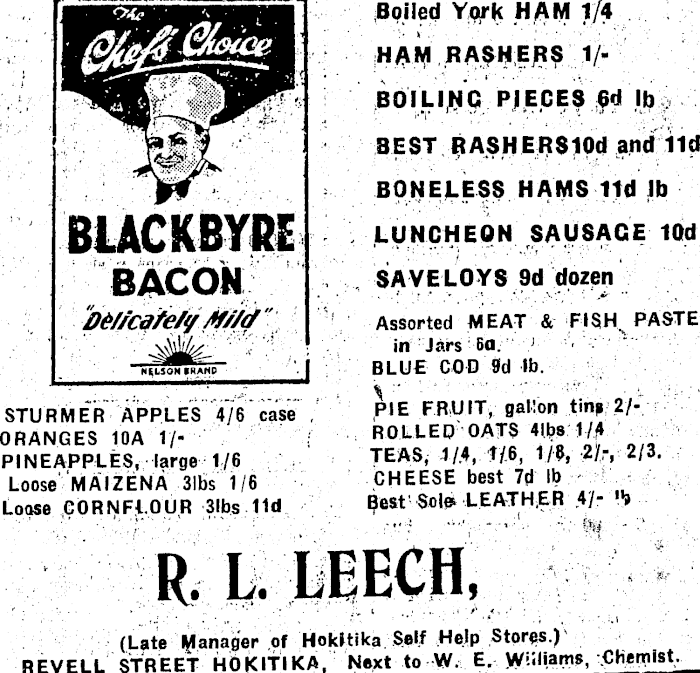 The
Chef's Choice
BLACKBYRE
BACON
"Delicately Mild"
NELSON BRAND
STURMER APPLES 4/6 case
ORANGES 10A 1/-
PINEAPPLES, large 1/6
Loose MAIZENA 3lbs 1/6
Loose CORNFLOUR 3lbs 11d
Boiled York HAM 1/4
HAM RASHERS 1/-
BOILING PIECES 6d lb
BEST RASHERS 10d and 11d
BONELESS HAMS 11d lb
LUNCHEON SAUSAGE 10d
SAVELOYS 9d dozen
Assorted MEAT & FISH PASTE
in Jars 6d.
BLUE COD 9d lb.
PIE FRUIT, gallon tins 2/-
ROLLED OATS 4lbs 1/4
TEAS, 1/4, 1/6, 1/8, 2/-, 2/3.
CHEESE best 7d lb
Best Sole LEATHER 4/- lb
R. L. LEECH,
(Late Manager of Hokitika Self Help Stores.)
REVELL STREET HOKITIKA, Next to W. E. Williams, Chemist.